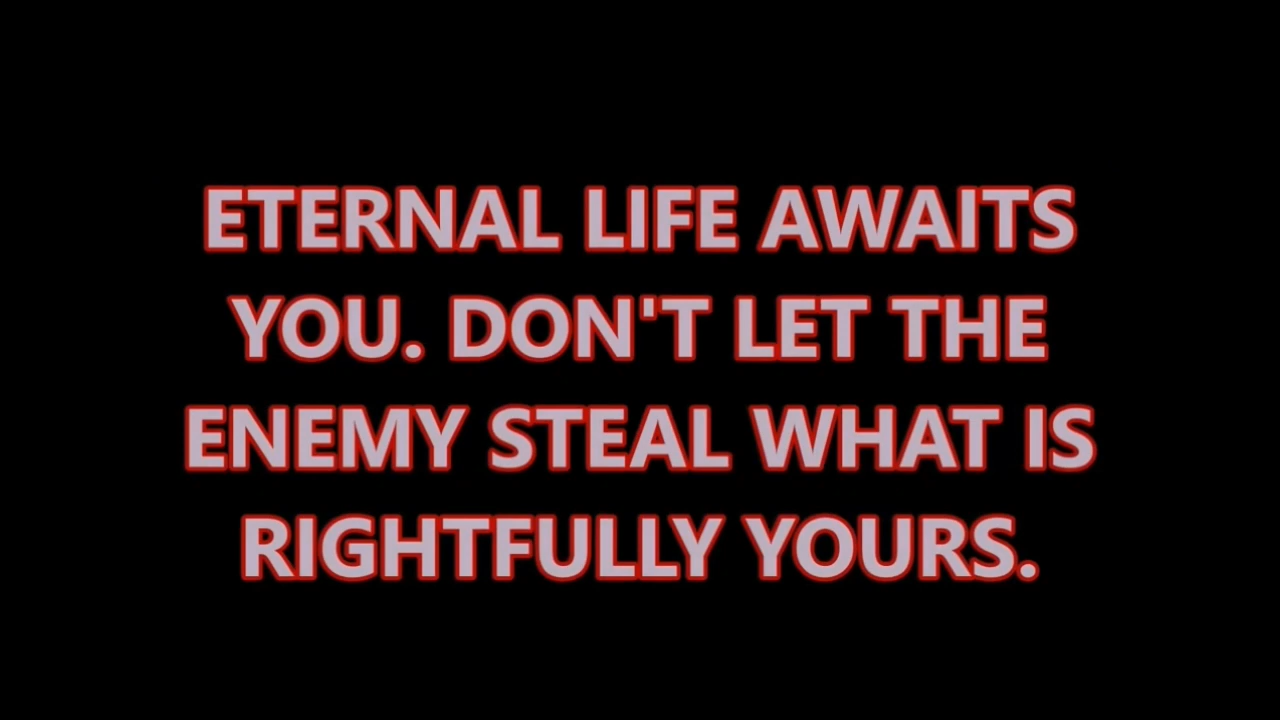 ETERNAL LIFE AWAITS
YOU. DON'T LET THE
ENEMY STEAL WHAT IS
RIGHTFULLY YOURS.